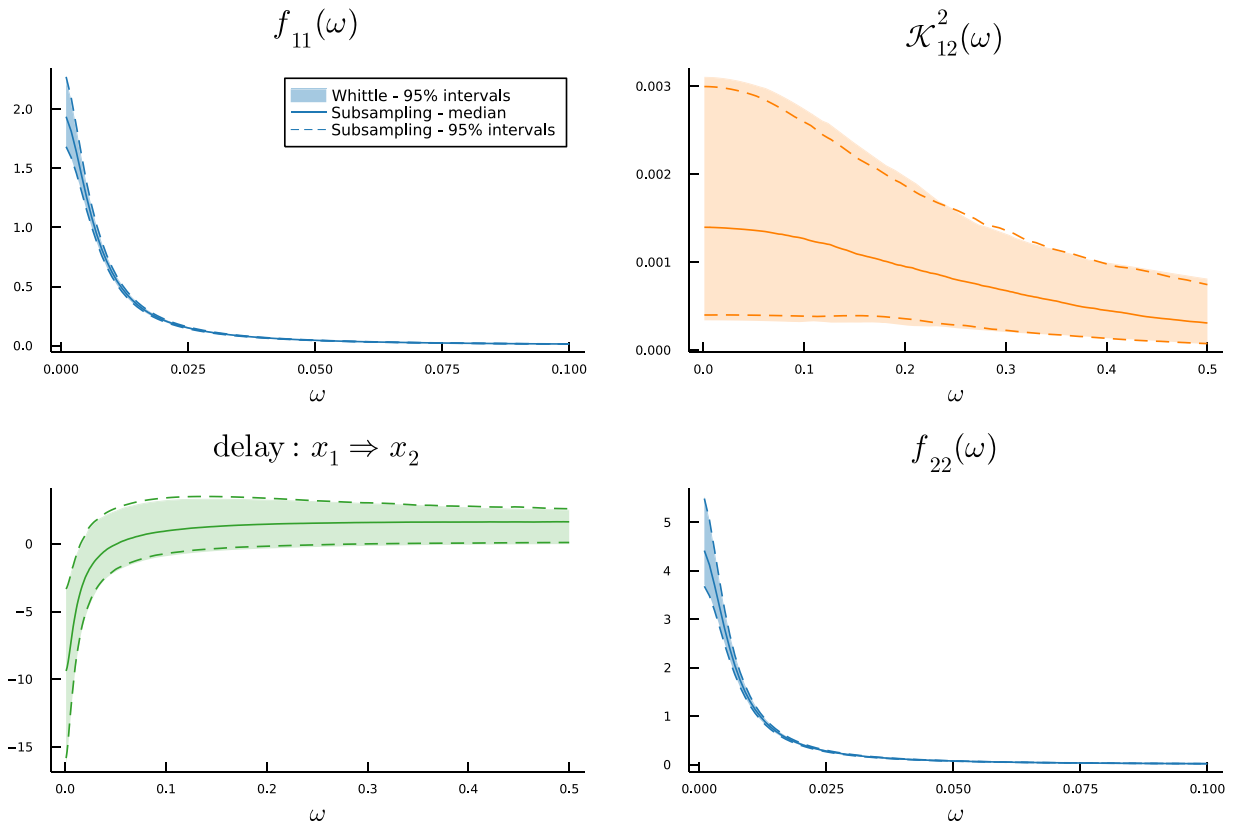 f₁₁(ω)
2.0
1.5
1.0
0.5
0.0
Whittle - 95% intervals
Subsampling - median
Subsampling - 95% intervals
0.000 0.025 0.050 0.075 0.100
ω
𝒦²₁₂(ω)
0.003
0.002
0.001
0.000
0.0 0.1 0.2 0.3 0.4 0.5
ω
delay : x₁ ⇒ x₂
0
−5
−10
−15
0.0 0.1 0.2 0.3 0.4 0.5
ω
f₂₂(ω)
5
4
3
2
1
0
0.000 0.025 0.050 0.075 0.100
ω